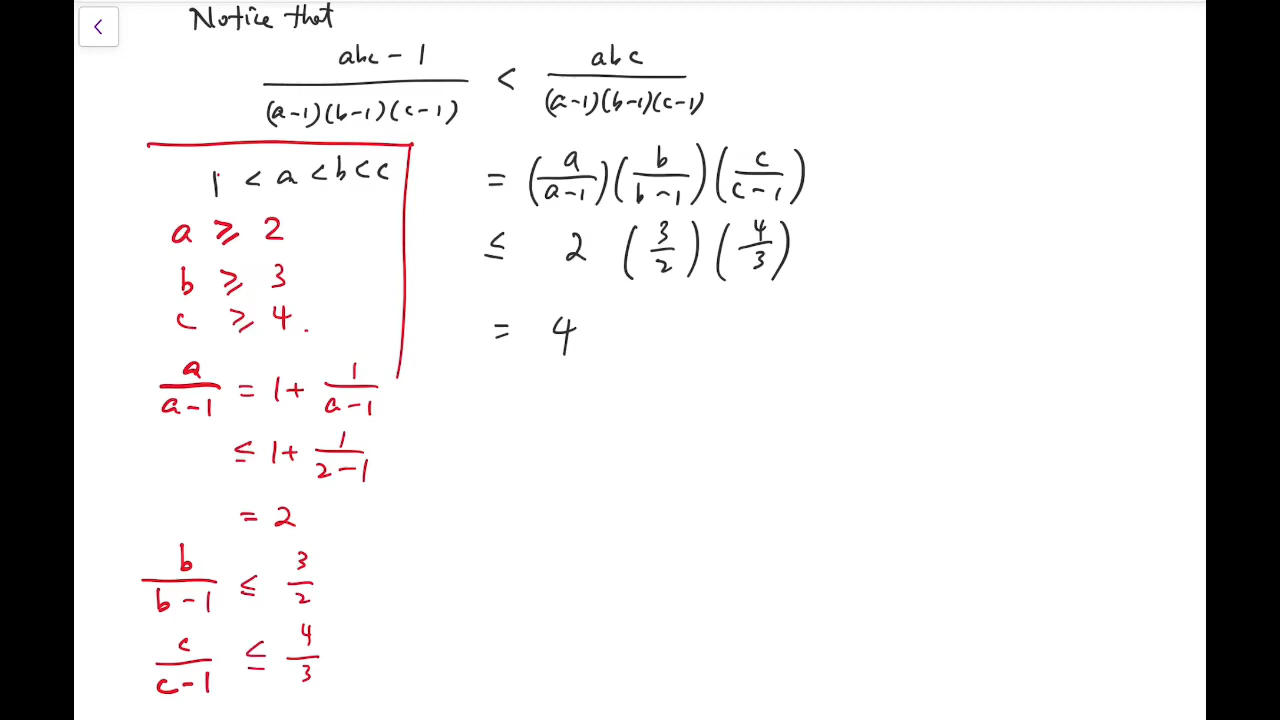 Notice that
abc - 1 / (a-1)(b-1)(c-1) < abc / (a-1)(b-1)(c-1)
= (a / a-1)(b / b-1)(c / c-1)
≤ 2 (3/2)(4/3)
= 4
1 < a < b < c
a ⩾ 2
b ⩾ 3
c ⩾ 4.
a / a-1 = 1 + 1 / a-1
≤ 1 + 1 / 2-1
= 2
b / b-1 ≤ 3/2
c / c-1 ≤ 4/3